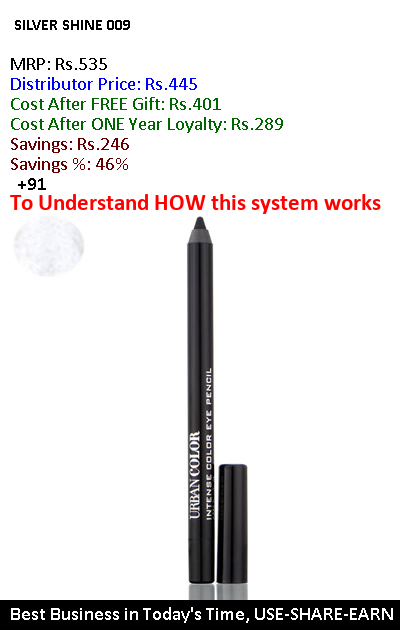 SILVER SHINE 009
MRP: Rs.535
Distributor Price: Rs.445
Cost After FREE Gift: Rs.401
Cost After ONE Year Loyalty: Rs.289
Savings: Rs.246
Savings %: 46%
+91
To Understand HOW this system works
URBAN COLOR
INTENSE COLOR EYE PENCIL
Best Business in Today's Time, USE-SHARE-EARN